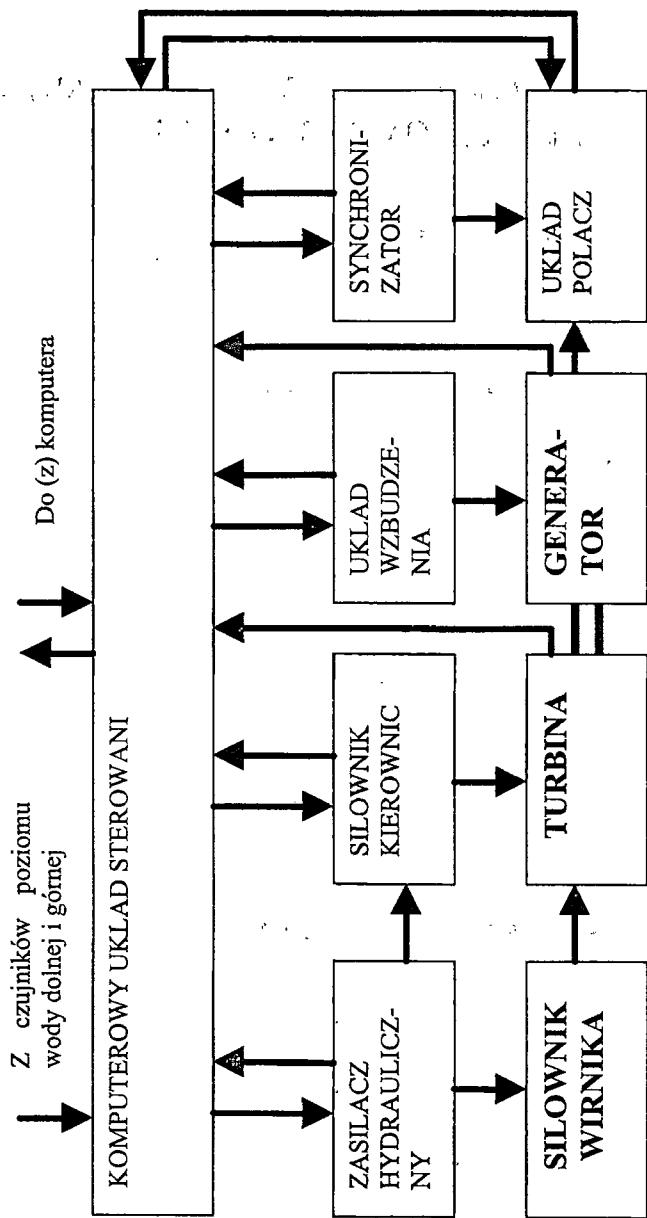 Z czujników poziomu
wody dolnej i górnej
Do (z) komputera
KOMPUTEROWY UKLAD STEROWANI
ZASILACZ
HYDRAULICZ-
NY
SILOWNIK
KIEROWNIC
UKLAD
WZBUDZE-
NIA
SYNCHRONI-
ZATOR
SILOWNIK
WIRNIKA
TURBINA
GENERA-
TOR
UKLAD
POLACZ